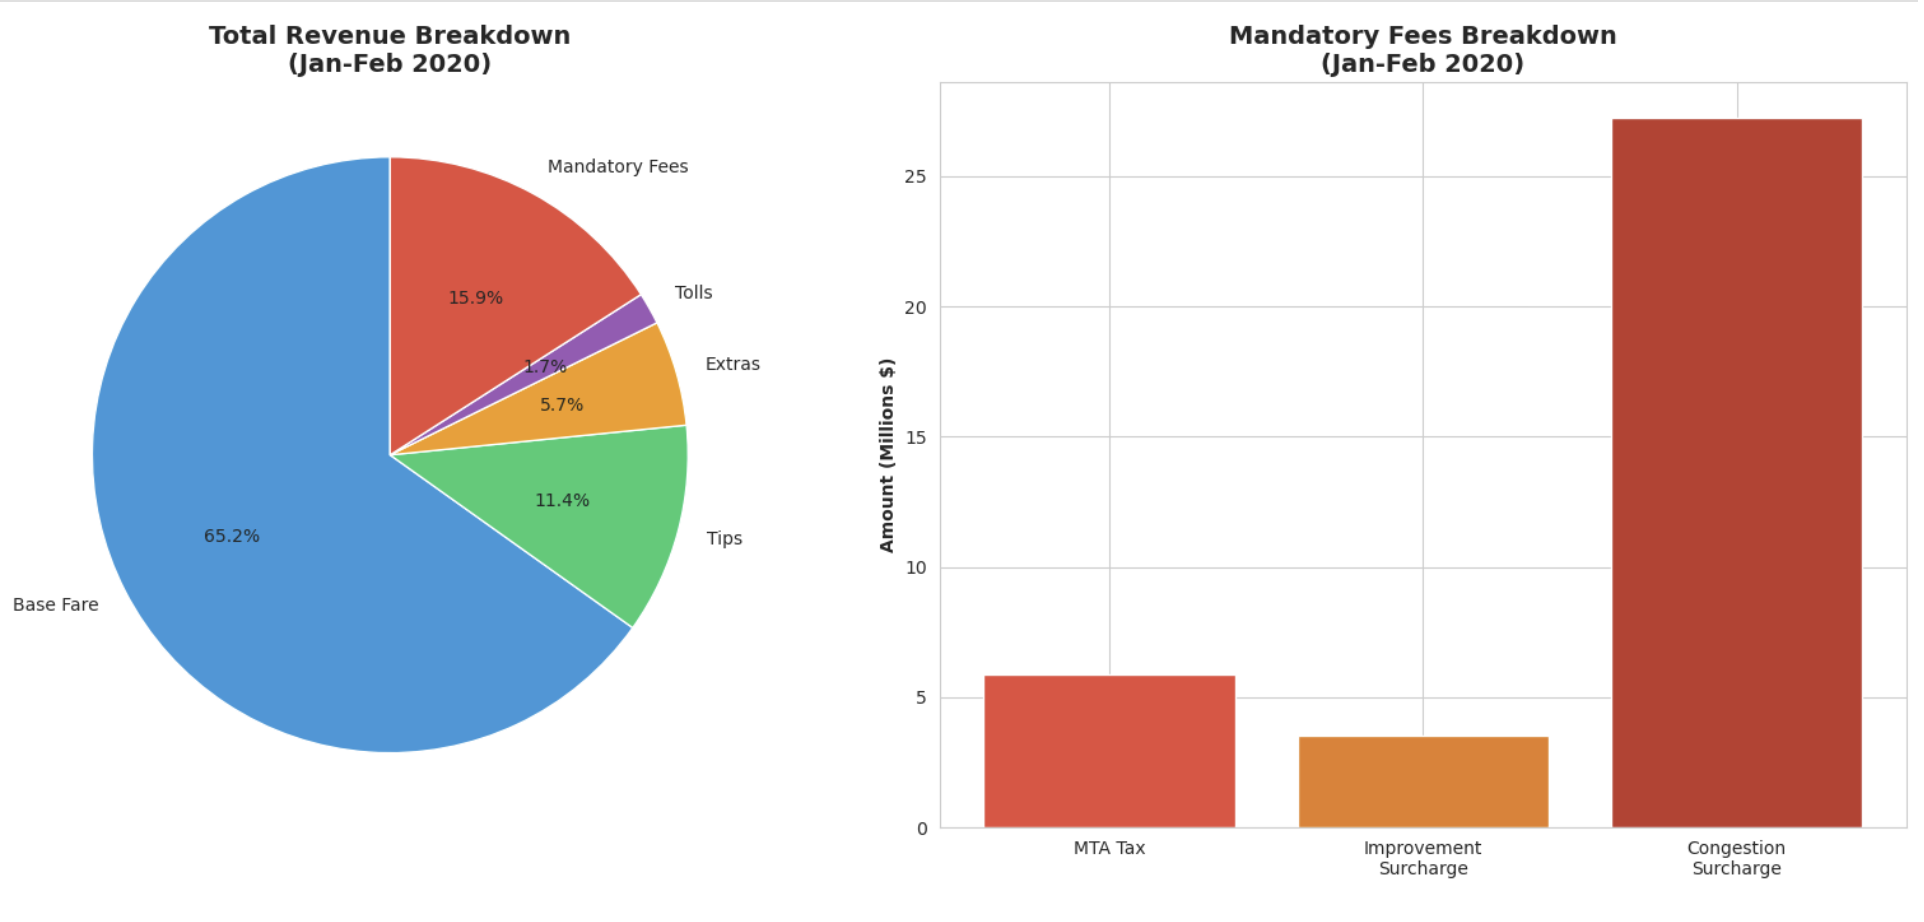 Total Revenue Breakdown
(Jan-Feb 2020)
Mandatory Fees
Tolls
Extras
Tips
Base Fare
15.9%
1.7%
5.7%
11.4%
65.2%
Mandatory Fees Breakdown
(Jan-Feb 2020)
Amount (Millions $)
25
20
15
10
5
0
MTA Tax
Improvement
Surcharge
Congestion
Surcharge